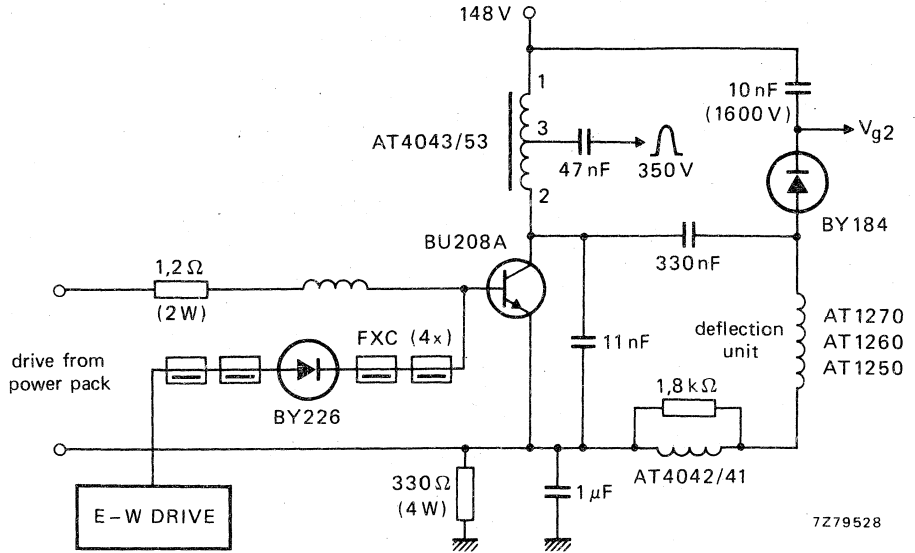 148 V
1
AT4043/53
3
2
47 nF
350 V
10 nF
(1600 V)
Vg2
BY184
BU208A
330 nF
1,2 Ω
(2 W)
drive from
power pack
FXC (4x)
BY226
11 nF
deflection
unit
AT1270
AT1260
AT1250
1,8 kΩ
AT4042/41
330 Ω
(4 W)
1 µF
E–W DRIVE
7Z79528